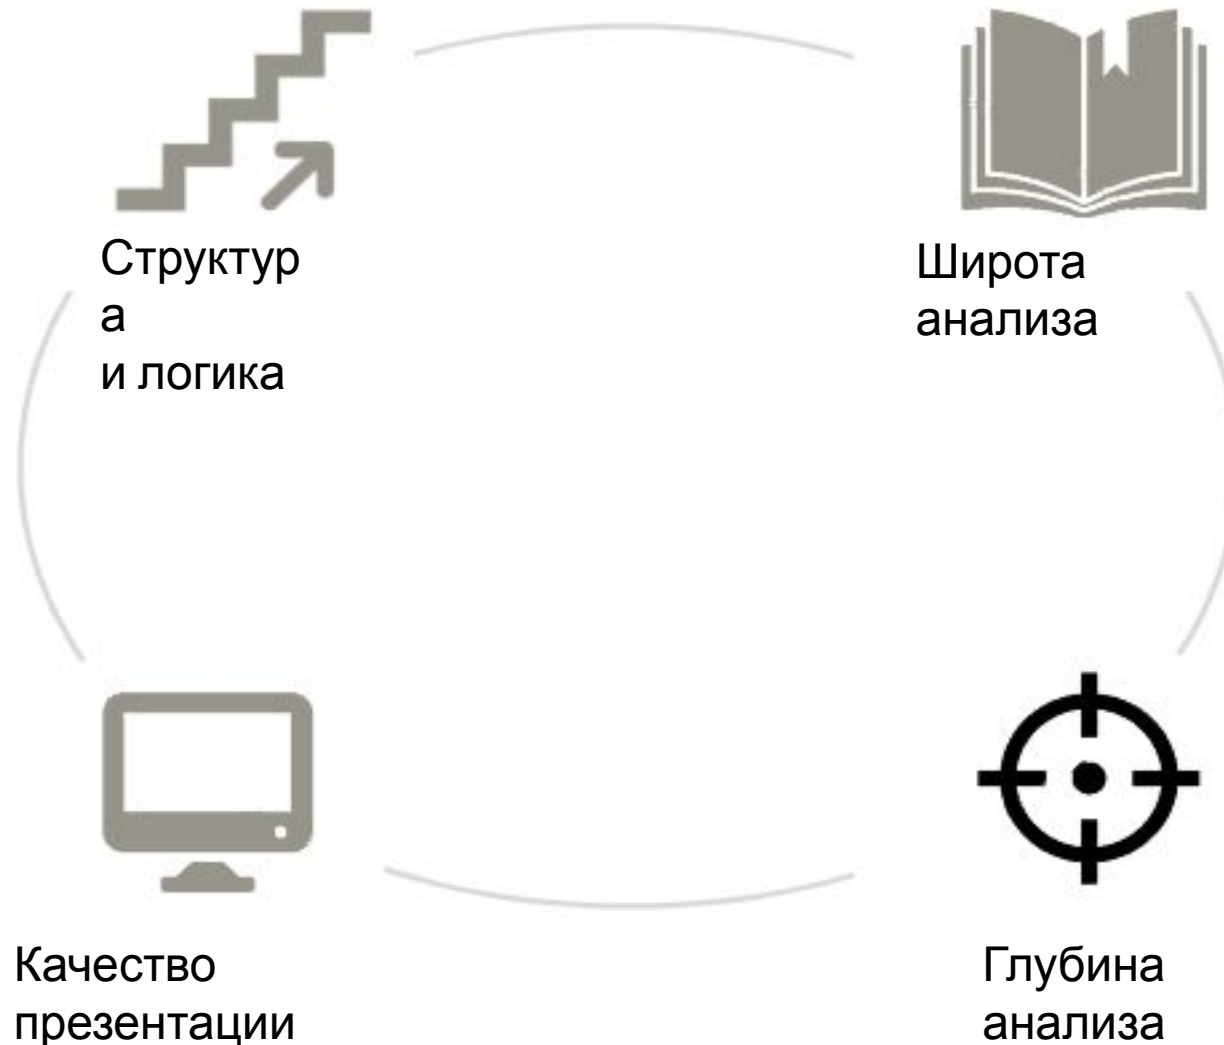 Структур
а
и логика
Широта
анализа
Качество
презентации
Глубина
анализа